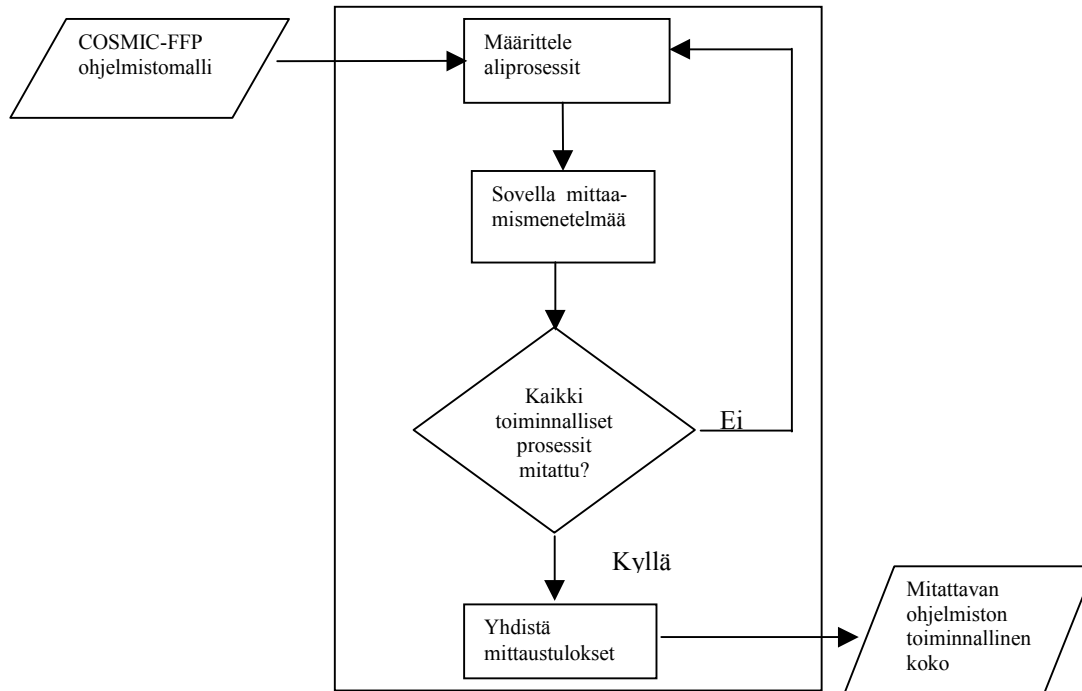 COSMIC-FFP
ohjelmistomalli
Määrittele
aliprosessit
Sovella mittaa-
mismenetelmää
Kaikki
toiminnalliset
prosessit
mitattu?
Ei
Kyllä
Yhdistä
mittaustulokset
Mitattavan
ohjelmiston
toiminnallinen
koko